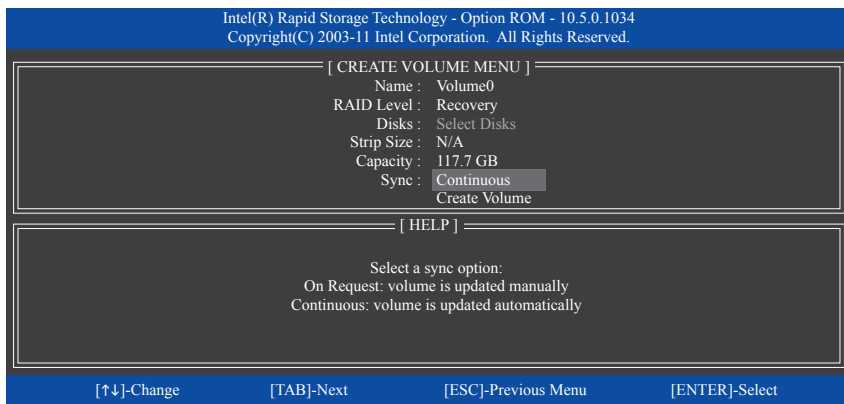 Intel(R) Rapid Storage Technology - Option ROM - 10.5.0.1034
Copyright(C) 2003-11 Intel Corporation. All Rights Reserved.
[ CREATE VOLUME MENU ]
Name : Volume0
RAID Level : Recovery
Disks : Select Disks
Strip Size : N/A
Capacity : 117.7 GB
Sync : Continuous
Create Volume
[ HELP ]
Select a sync option:
On Request: volume is updated manually
Continuous: volume is updated automatically
[↑↓]-Change [TAB]-Next [ESC]-Previous Menu [ENTER]-Select